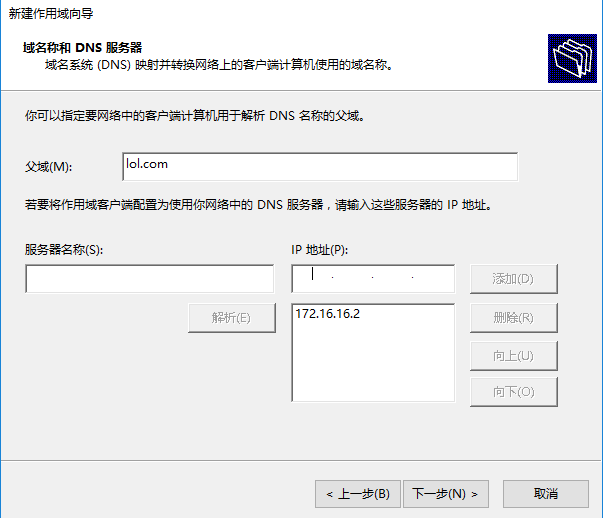 新建作用域向导
域名称和 DNS 服务器
域名系统 (DNS) 映射并转换网络上的客户端计算机使用的域名称。
你可以指定要网络中的客户端计算机用于解析 DNS 名称的父域。
父域(M):
lol.com
若要将作用域客户端配置为使用你网络中的 DNS 服务器，请输入这些服务器的 IP 地址。
服务器名称(S):
IP 地址(P):
. . .
添加(D)
解析(E)
172.16.16.2
删除(R)
向上(U)
向下(O)
< 上一步(B)
下一步(N) >
取消